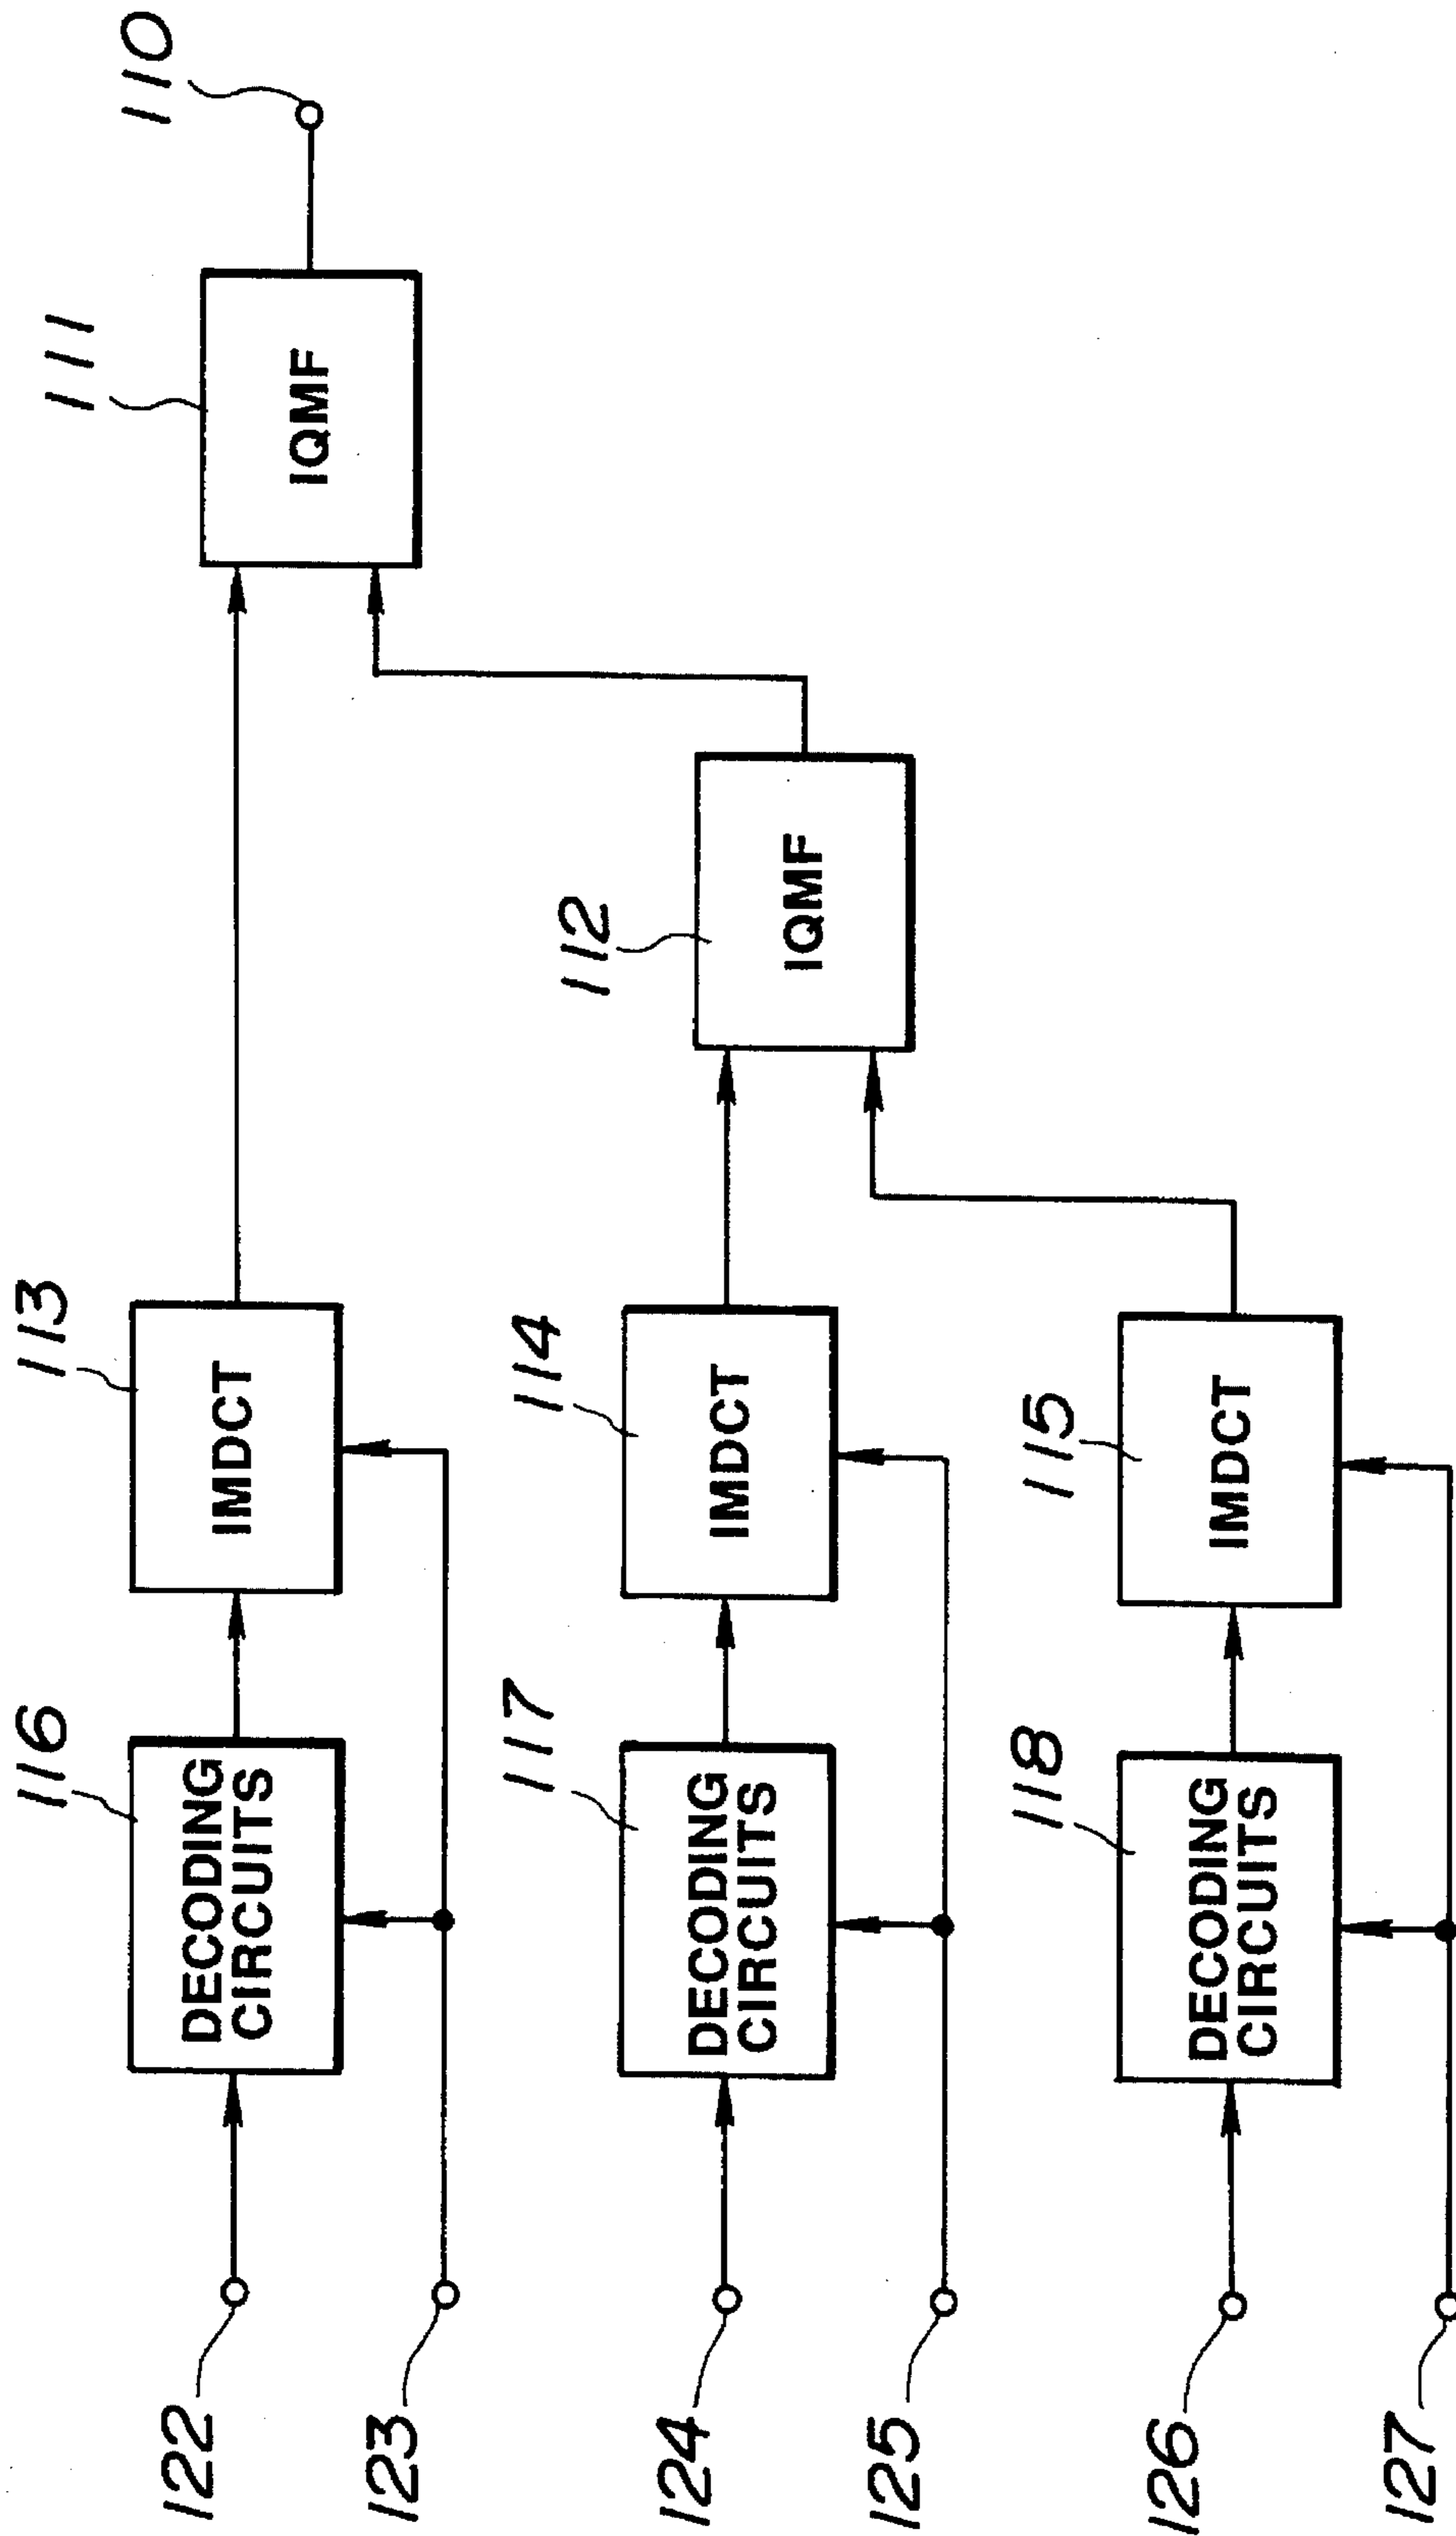 110
111
IQMF
112
IQMF
113
IMDCT
114
IMDCT
115
IMDCT
116
DECODING
CIRCUITS
117
DECODING
CIRCUITS
118
DECODING
CIRCUITS
122
123
124
125
126
127